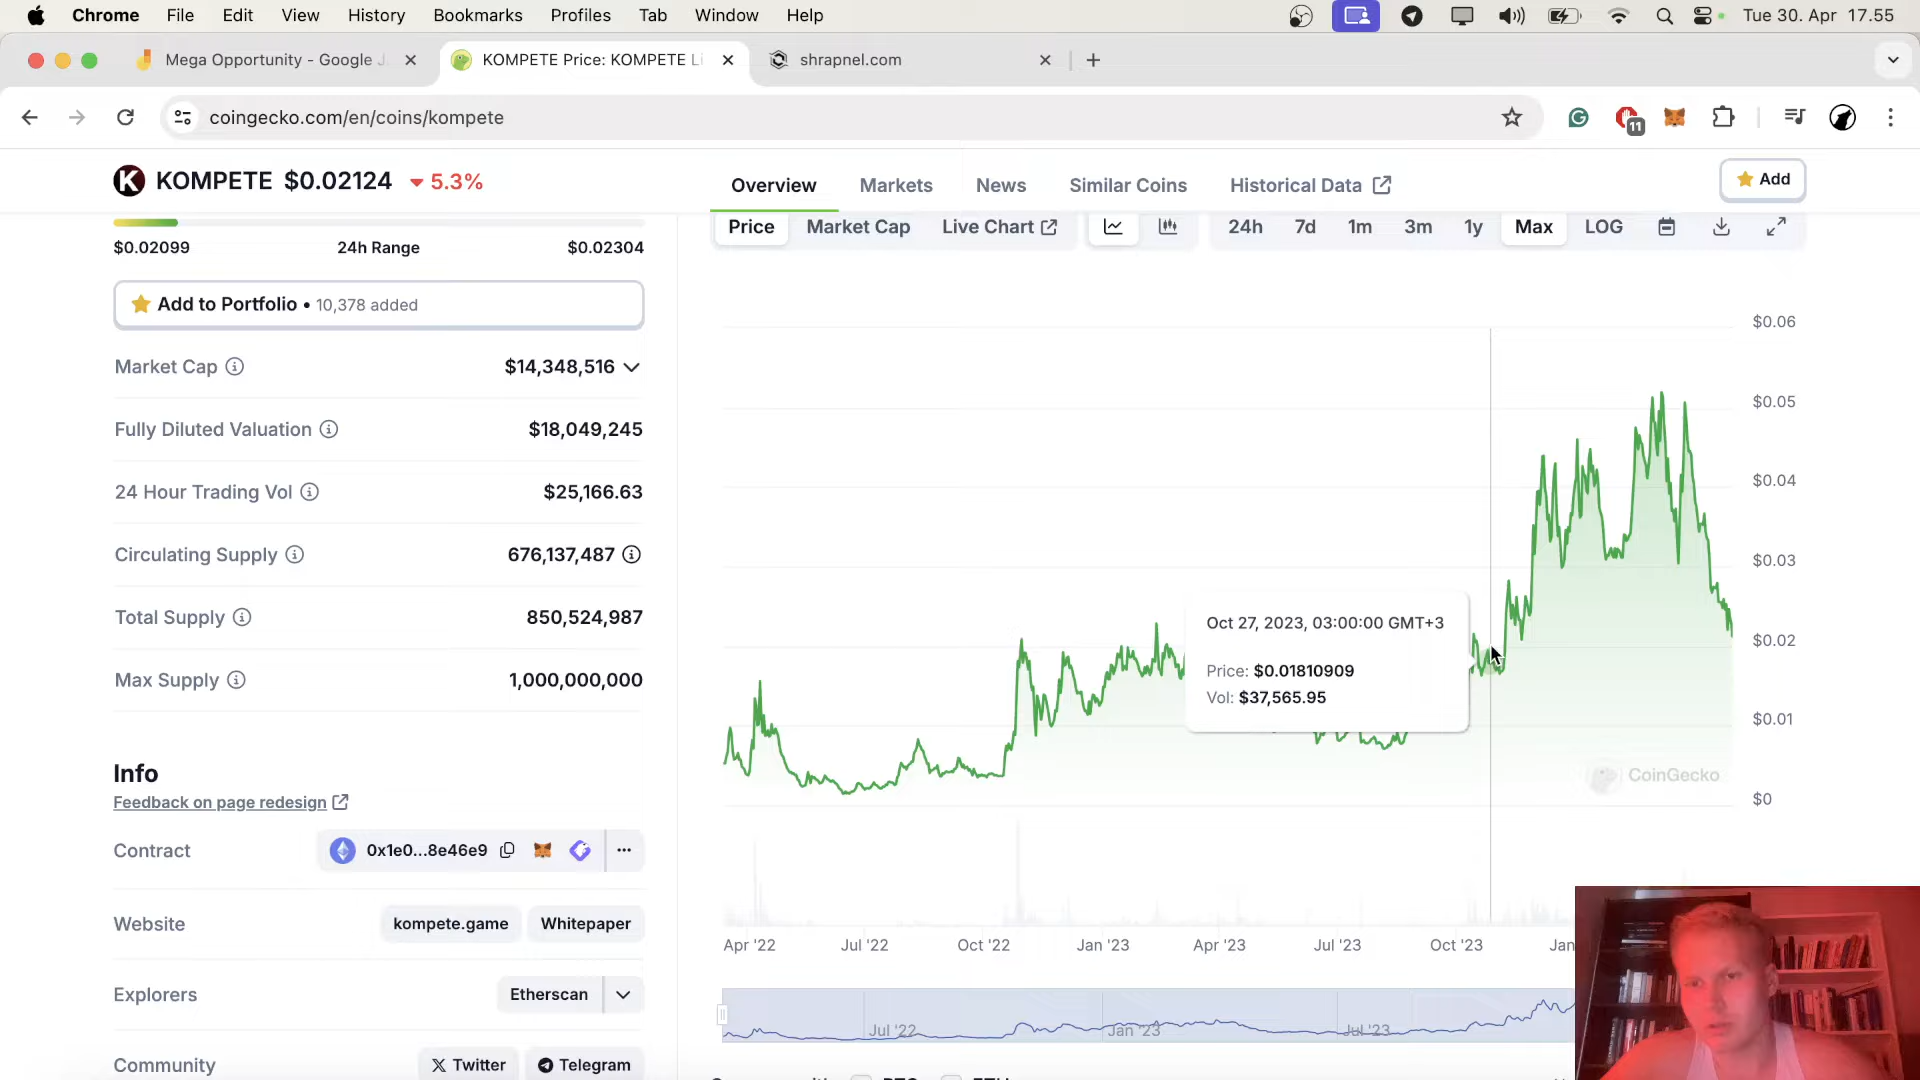 Chrome File Edit View History Bookmarks Profiles Tab Window Help Tue 30. Apr 17.55
Mega Opportunity - Google J KOMPETE Price: KOMPETE Li shrapnel.com
coingecko.com/en/coins/kompete 11
KOMPETE $0.02124 5.3% Overview Markets News Similar Coins Historical Data Add
Price Market Cap Live Chart 24h 7d 1m 3m 1y Max LOG
$0.02099 24h Range $0.02304
Add to Portfolio • 10,378 added
Market Cap $14,348,516
Fully Diluted Valuation $18,049,245
24 Hour Trading Vol $25,166.63
Circulating Supply 676,137,487
Total Supply 850,524,987
Max Supply 1,000,000,000
Info
Feedback on page redesign
Contract 0x1e0...8e46e9
Website kompete.game Whitepaper
Explorers Etherscan
Community Twitter Telegram
$0.06
$0.05
$0.04
$0.03
$0.02
$0.01
$0
Oct 27, 2023, 03:00:00 GMT+3
Price: $0.01810909
Vol: $37,565.95
CoinGecko
Apr '22 Jul '22 Oct '22 Jan '23 Apr '23 Jul '23 Oct '23 Jan
Jul '22 Jan '23 Jul '23